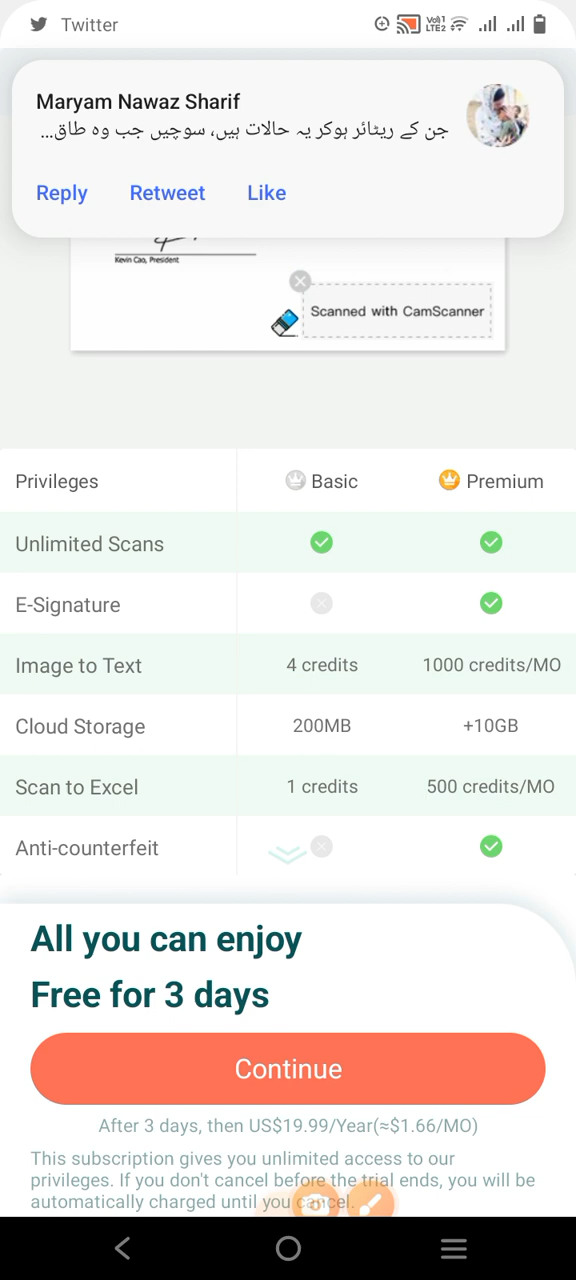 Twitter
Vo) 1
LTE2
Maryam Nawaz Sharif
جن کے ریٹائر ہوکر یہ حالات ہیں، سوچیں جب وہ طاق...
Reply Retweet Like
Kevin Cao, President
Scanned with CamScanner
Privileges Basic Premium
Unlimited Scans
E-Signature
Image to Text 4 credits 1000 credits/MO
Cloud Storage 200MB +10GB
Scan to Excel 1 credits 500 credits/MO
Anti-counterfeit
All you can enjoy
Free for 3 days
Continue
After 3 days, then US$19.99/Year(≈$1.66/MO)
This subscription gives you unlimited access to our
privileges. If you don't cancel before the trial ends, you will be
automatically charged until you cancel.